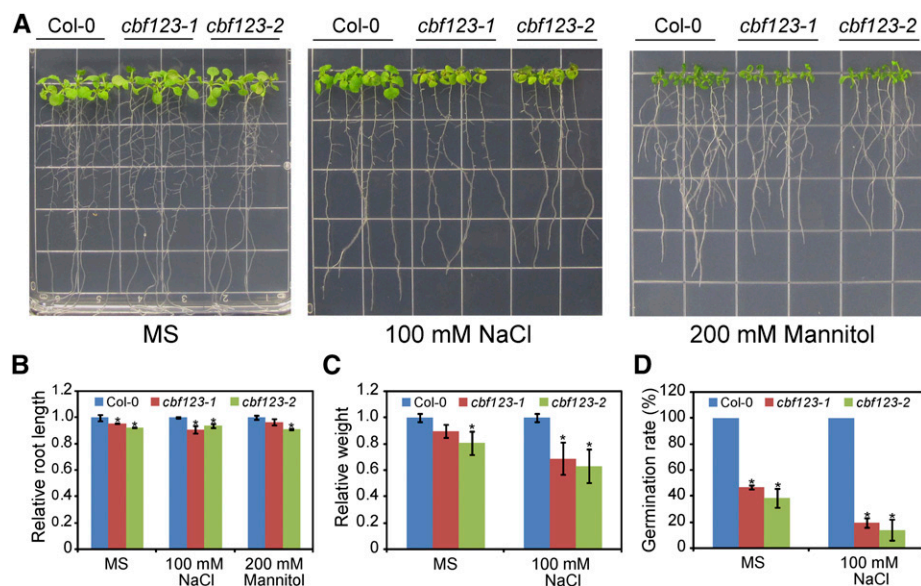 A
Col-0 cbf123-1 cbf123-2
Col-0 cbf123-1 cbf123-2
Col-0 cbf123-1 cbf123-2
MS
100 mM NaCl
200 mM Mannitol
B
Relative root length
1.2
1.0
0.8
0.6
0.4
0.2
0
Col-0 cbf123-1 cbf123-2
* *
* *
*
MS
100 mM NaCl
200 mM Mannitol
C
Relative weight
1.2
1.0
0.8
0.6
0.4
0.2
0
Col-0 cbf123-1 cbf123-2
*
* *
MS
100 mM NaCl
D
Germination rate (%)
120
100
80
60
40
20
0
Col-0 cbf123-1 cbf123-2
* *
* *
MS
100 mM NaCl